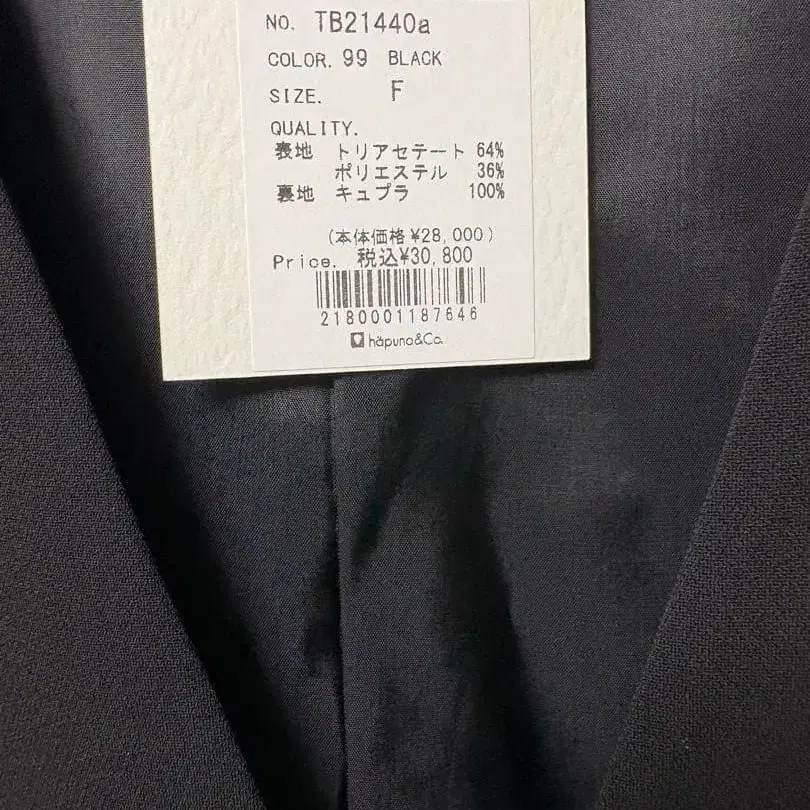 NO. TB21440a
COLOR. 99 BLACK
SIZE. F
QUALITY.
表地 トリアセテート 64%
ポリエステル 36%
裏地 キュプラ 100%
(本体価格¥28,000)
Price. 税込¥30,800
2180001187646
häpuno&Co.